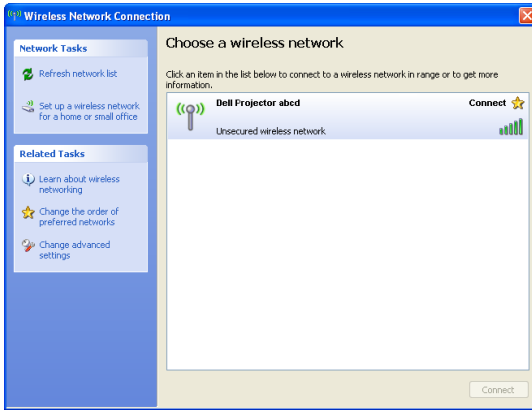 Wireless Network Connection
Network Tasks
Refresh network list
Set up a wireless network
for a home or small office
Related Tasks
Learn about wireless
networking
Change the order of
preferred networks
Change advanced
settings
Choose a wireless network
Click an item in the list below to connect to a wireless network in range or to get more
information.
Dell Projector abcd Connect
Unsecured wireless network
Connect